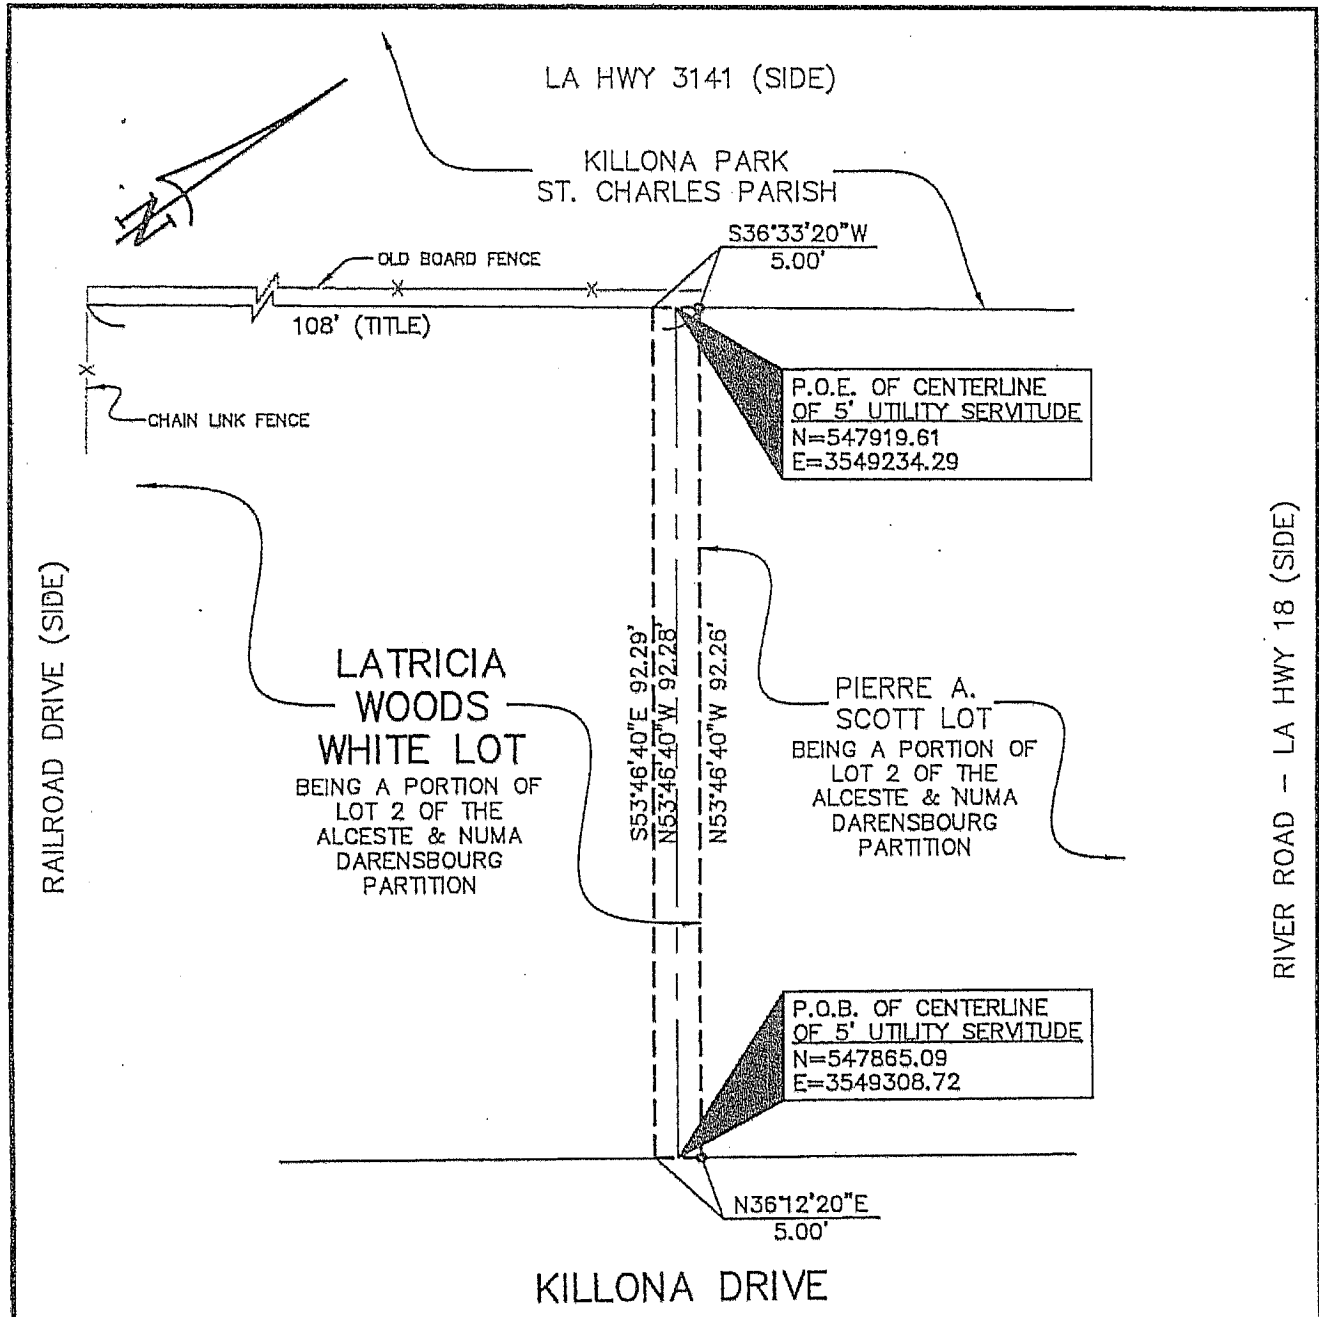 LA HWY 3141 (SIDE)
KILLONA PARK
ST. CHARLES PARISH
N
S36°33'20"W
5.00'
OLD BOARD FENCE
X
X
108' (TITLE)
X
CHAIN LINK FENCE
P.O.E. OF CENTERLINE
OF 5' UTILITY SERVITUDE
N=547919.61
E=3549234.29
RAILROAD DRIVE (SIDE)
LATRICIA
WOODS
WHITE LOT
BEING A PORTION OF
LOT 2 OF THE
ALCESTE & NUMA
DARENSBOURG
PARTITION
S53°46'40"E 92.29'
N53°46'40"W 92.28'
N53°46'40"W 92.26'
PIERRE A.
SCOTT LOT
BEING A PORTION OF
LOT 2 OF THE
ALCESTE & NUMA
DARENSBOURG
PARTITION
RIVER ROAD - LA HWY 18 (SIDE)
P.O.B. OF CENTERLINE
OF 5' UTILITY SERVITUDE
N=547865.09
E=3549308.72
N36°12'20"E
5.00'
KILLONA DRIVE